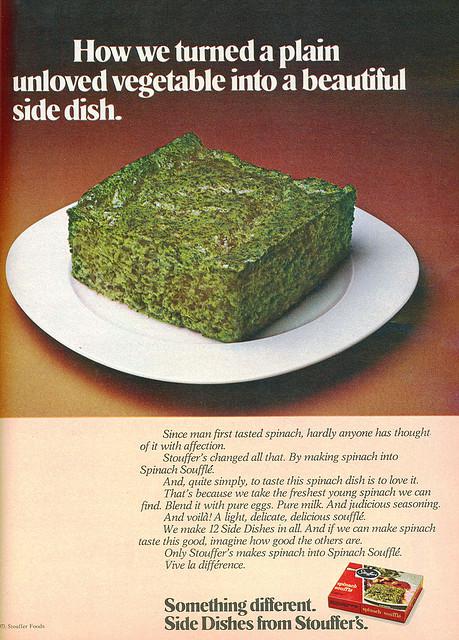 How we turned a plain
unloved vegetable into a beautiful
side dish.
Since man first tasted spinach, hardly anyone has thought
of it with affection.
Stouffer's changed all that. By making spinach into
Spinach Soufflé.
And, quite simply, to taste this spinach dish is to love it.
That's because we take the freshest young spinach we can
find. Blend it with pure eggs. Pure milk. And judicious seasoning.
And voilà! A light, delicate, delicious soufflé.
We make 12 Side Dishes in all. And if we can make spinach
taste this good, imagine how good the others are.
Only Stouffer's makes spinach into Spinach Soufflé.
Vive la différence.
spinach
soufflé
spinach soufflé
Something different.
Side Dishes from Stouffer's.
Stouffer Foods